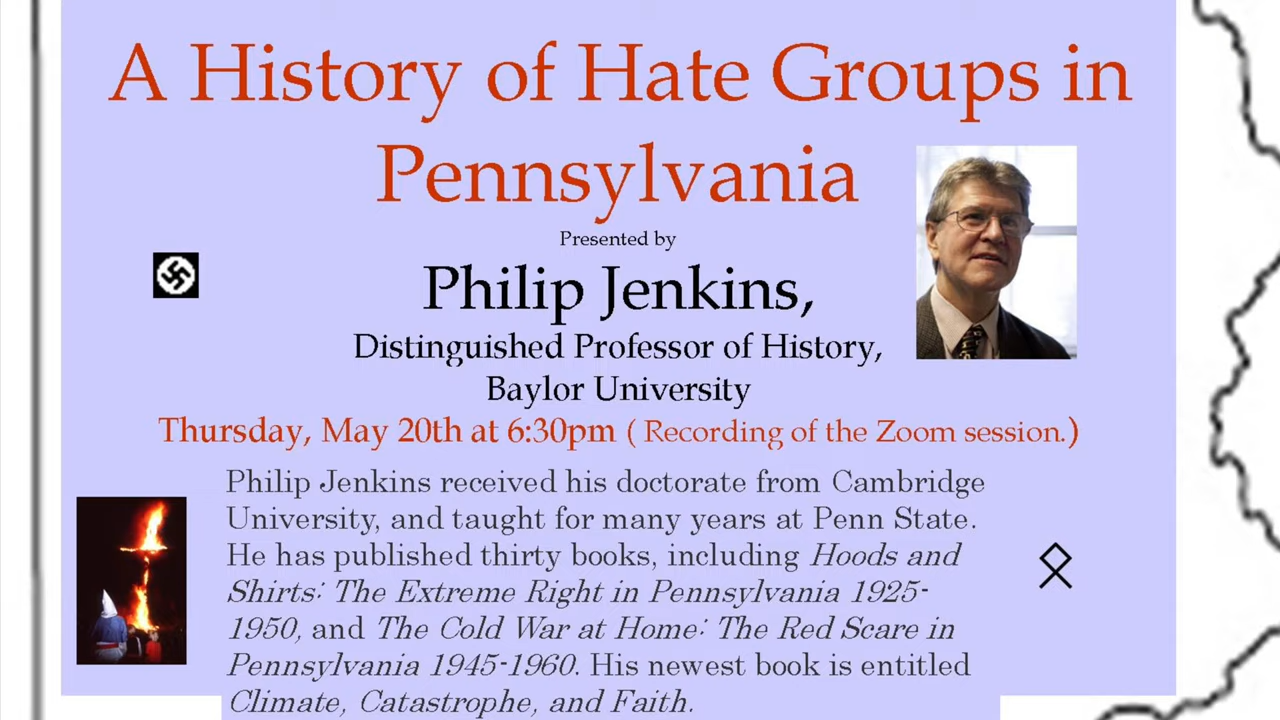 A History of Hate Groups in
Pennsylvania
Presented by
Philip Jenkins,
Distinguished Professor of History,
Baylor University
Thursday, May 20th at 6:30pm ( Recording of the Zoom session.)
Philip Jenkins received his doctorate from Cambridge
University, and taught for many years at Penn State.
He has published thirty books, including Hoods and
Shirts: The Extreme Right in Pennsylvania 1925-
1950, and The Cold War at Home: The Red Scare in
Pennsylvania 1945-1960. His newest book is entitled
Climate, Catastrophe, and Faith.